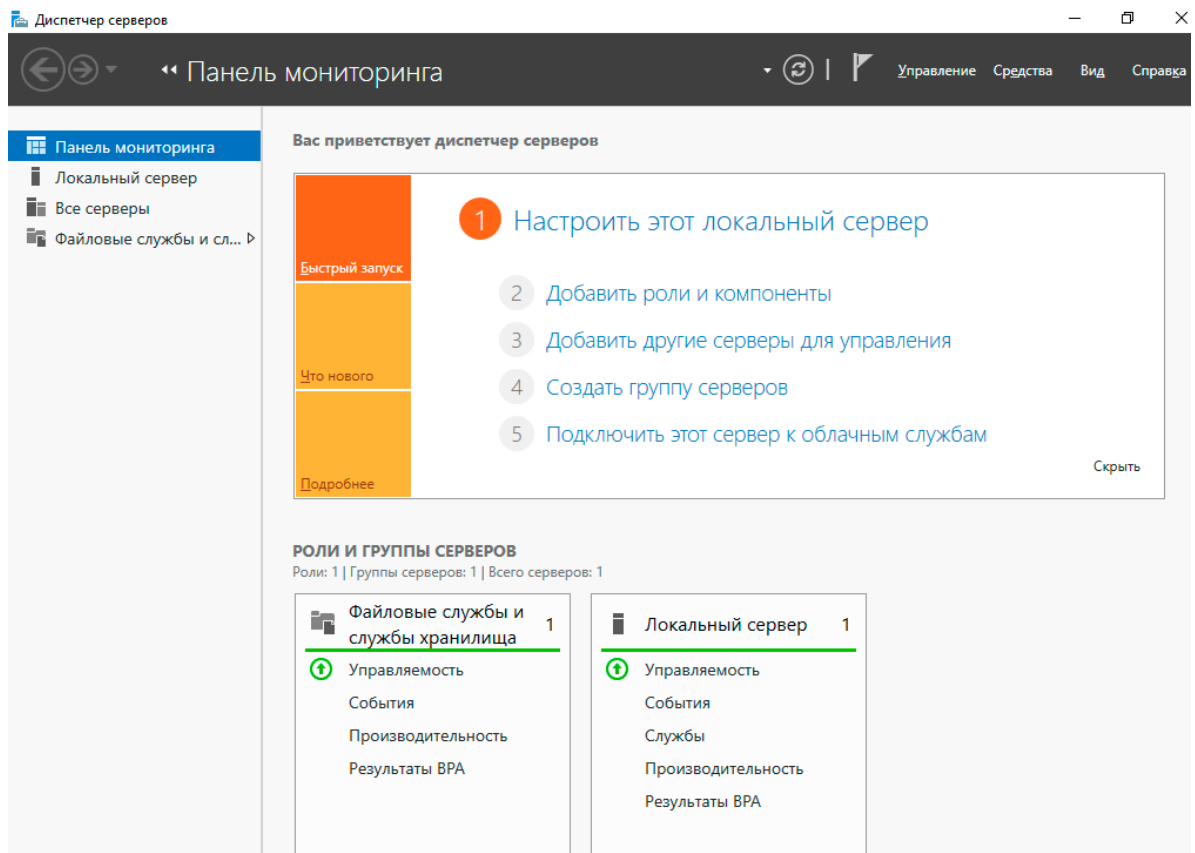 Диспетчер серверов
Панель мониторинга
Управление Средства Вид Справка
Панель мониторинга
Локальный сервер
Все серверы
Файловые службы и сл...
Вас приветствует диспетчер серверов
Быстрый запуск
Что нового
Подробнее
1 Настроить этот локальный сервер
2 Добавить роли и компоненты
3 Добавить другие серверы для управления
4 Создать группу серверов
5 Подключить этот сервер к облачным службам
Скрыть
РОЛИ И ГРУППЫ СЕРВЕРОВ
Роли: 1 | Группы серверов: 1 | Всего серверов: 1
Файловые службы и
службы хранилища 1
Управляемость
События
Производительность
Результаты BPA
Локальный сервер 1
Управляемость
События
Службы
Производительность
Результаты BPA